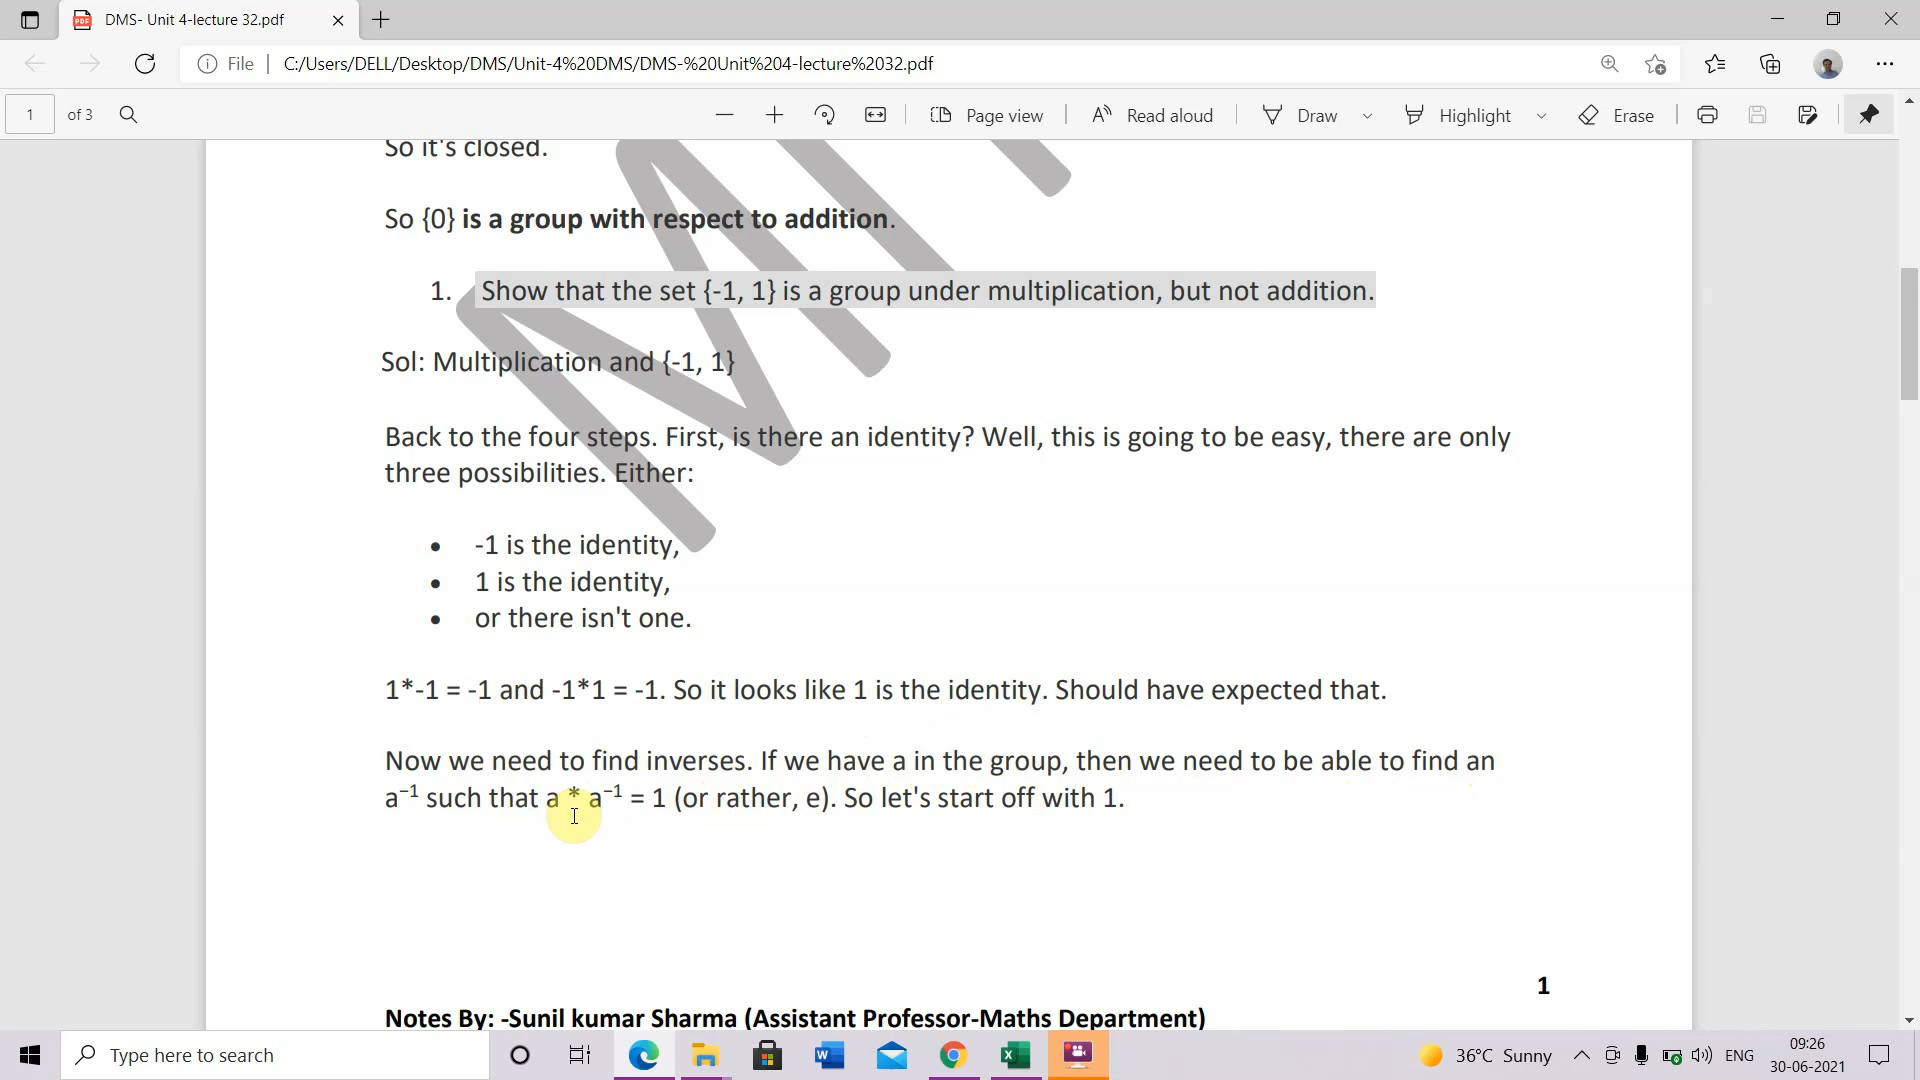 DMS- Unit 4-lecture 32.pdf
File
C:/Users/DELL/Desktop/DMS/Unit-4%20DMS/DMS-%20Unit%204-lecture%2032.pdf
1 of 3
Page view
Read aloud
Draw
Highlight
Erase
So it's closed.
So {0} is a group with respect to addition.
1. Show that the set {-1, 1} is a group under multiplication, but not addition.
Sol: Multiplication and {-1, 1}
Back to the four steps. First, is there an identity? Well, this is going to be easy, there are only
three possibilities. Either:
• -1 is the identity,
• 1 is the identity,
• or there isn't one.
1*-1 = -1 and -1*1 = -1. So it looks like 1 is the identity. Should have expected that.
Now we need to find inverses. If we have a in the group, then we need to be able to find an
a⁻¹ such that a * a⁻¹ = 1 (or rather, e). So let's start off with 1.
1
Notes By: -Sunil kumar Sharma (Assistant Professor-Maths Department)
Type here to search
36°C Sunny
ENG
09:26
30-06-2021